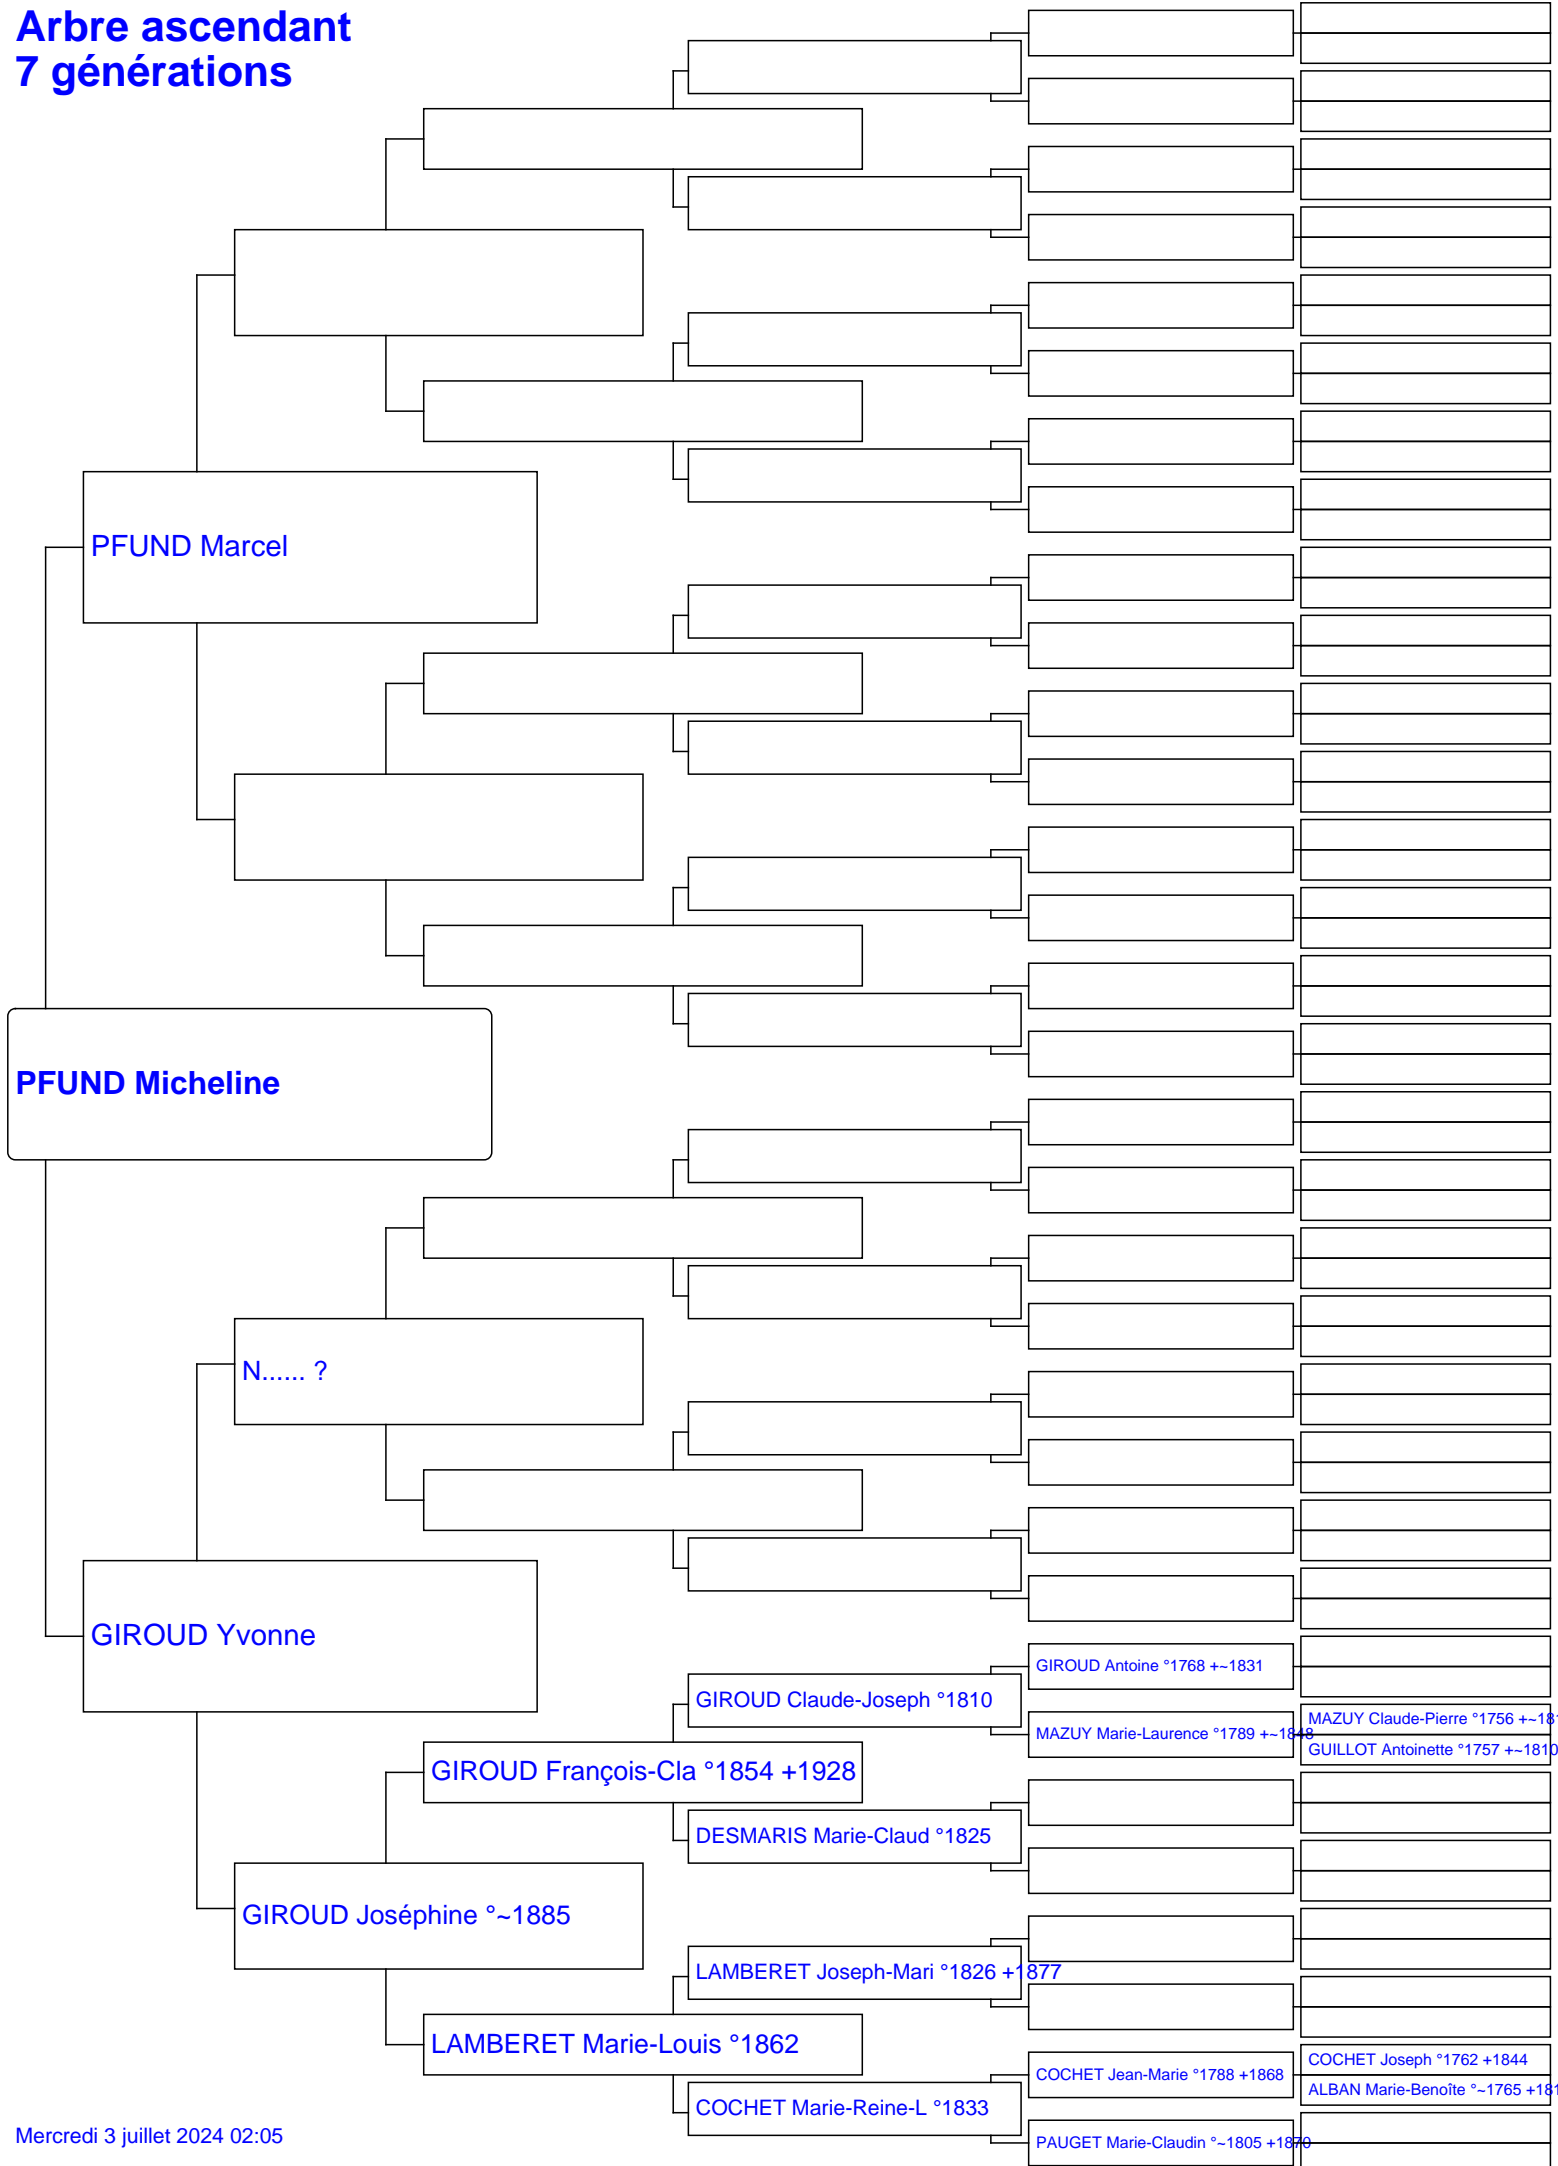 Arbre ascendant
7 générations
PFUND Marcel
PFUND Micheline
N...... ?
GIROUD Yvonne
GIROUD Antoine °1768 +~1831
GIROUD Claude-Joseph °1810
MAZUY Claude-Pierre °1756 +~181
MAZUY Marie-Laurence °1789 +~1848
GUILLOT Antoinette °1757 +~1810
GIROUD François-Cla °1854 +1928
DESMARIS Marie-Claud °1825
GIROUD Joséphine °~1885
LAMBERET Joseph-Mari °1826 +1877
LAMBERET Marie-Louis °1862
COCHET Joseph °1762 +1844
COCHET Jean-Marie °1788 +1868
ALBAN Marie-Benoîte °~1765 +181
COCHET Marie-Reine-L °1833
PAUGET Marie-Claudin °~1805 +1870
Mercredi 3 juillet 2024 02:05